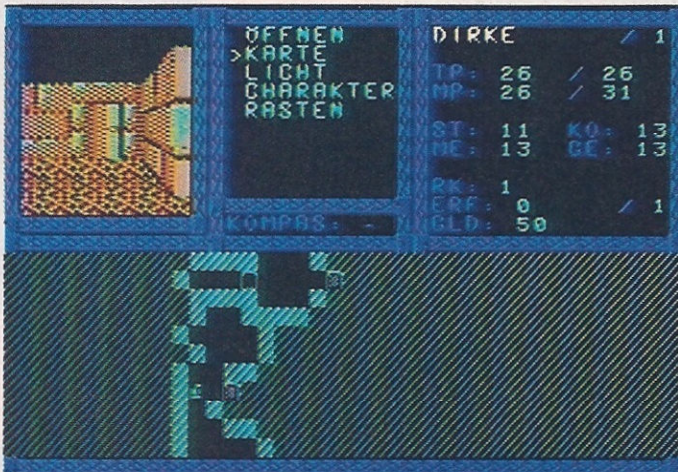 ÖFFNEN
>KARTE
LICHT
CHARAKTER
RASTEN
KOMPAS: -
DIRKE / 1
TP: 26 / 26
MP: 26 / 31
ST: 11 KO: 13
ME: 13 GE: 13
RK: 1
ERF: 0 / 1
GLD: 50